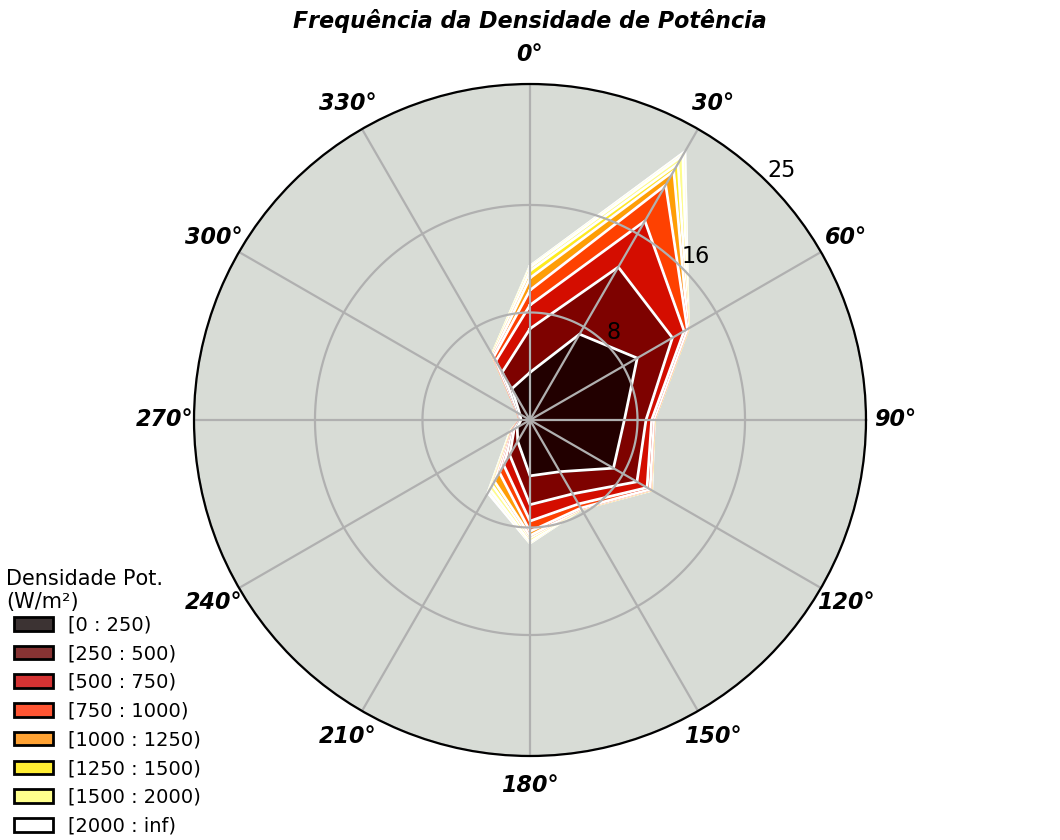 Frequência da Densidade de Potência
0°
330°
30°
25
300°
60°
16
8
270°
90°
240°
120°
210°
150°
180°
Densidade Pot.
(W/m²)
[0 : 250)
[250 : 500)
[500 : 750)
[750 : 1000)
[1000 : 1250)
[1250 : 1500)
[1500 : 2000)
[2000 : inf)